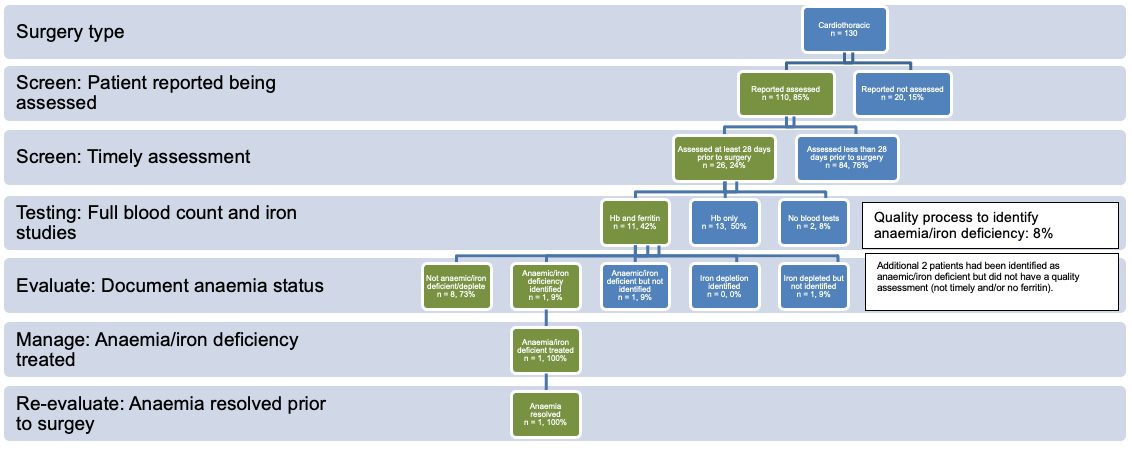 Surgery type
Cardiothoracic
n = 130
Screen: Patient reported being
assessed
Reported assessed
n = 110, 85%
Reported not assessed
n = 20, 15%
Screen: Timely assessment
Assessed at least 28 days
prior to surgery
n = 26, 24%
Assessed less than 28
days prior to surgery
n = 84, 76%
Testing: Full blood count and iron
studies
Hb and ferritin
n = 11, 42%
Hb only
n = 13, 50%
No blood tests
n = 2, 8%
Quality process to identify
anaemia/iron deficiency: 8%
Evaluate: Document anaemia status
Not anaemic/iron
deficient/deplete
n = 8, 73%
Anaemic/iron
deficiency
identified
n = 1, 9%
Anaemic/iron
deficient but not
identified
n = 1, 9%
Iron depletion
identified
n = 0, 0%
Iron depleted but
not identified
n = 1, 9%
Additional 2 patients had been identified as
anaemic/iron deficient but did not have a quality
assessment (not timely and/or no ferritin).
Manage: Anaemia/iron deficiency
treated
Anaemia/iron
deficient treated
n = 1, 100%
Re-evaluate: Anaemia resolved prior
to surgey
Anaemia
resolved
n = 1, 100%